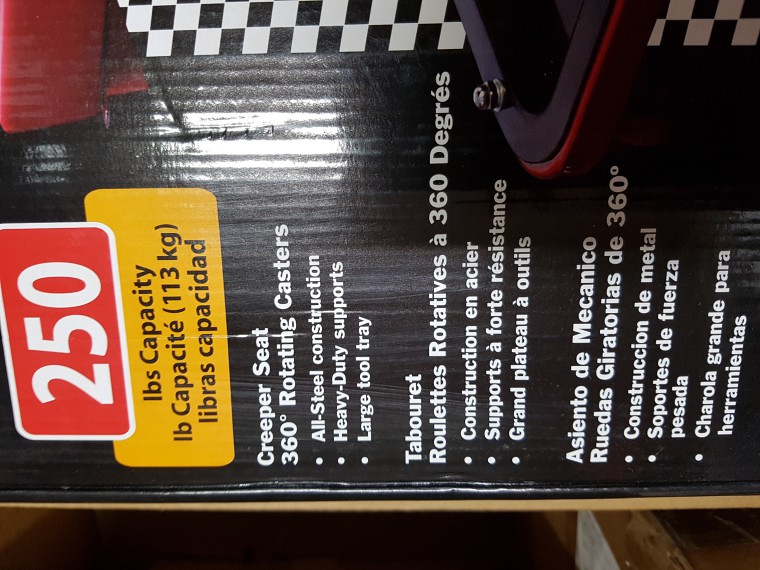 250
lbs Capacity
lb Capacité (113 kg)
libras capacidad
Creeper Seat
360° Rotating Casters
• All-Steel construction
• Heavy-Duty supports
• Large tool tray
Tabouret
Roulettes Rotatives à 360 Degrés
• Construction en acier
• Supports à forte résistance
• Grand plateau à outils
Asiento de Mecanico
Ruedas Giratorias de 360°
• Construccion de metal
• Soportes de fuerza
pesada
• Charola grande para
herramientas